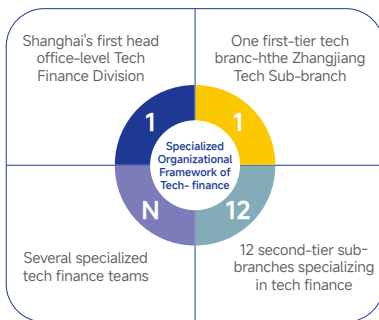 Shanghai's first head
office-level Tech
Finance Division
One first-tier tech
branc-hthe Zhangjiang
Tech Sub-branch
1
1
Specialized
Organizational
Framework of
Tech- finance
N
12
Several specialized
tech finance teams
12 second-tier sub-
branches specializing
in tech finance